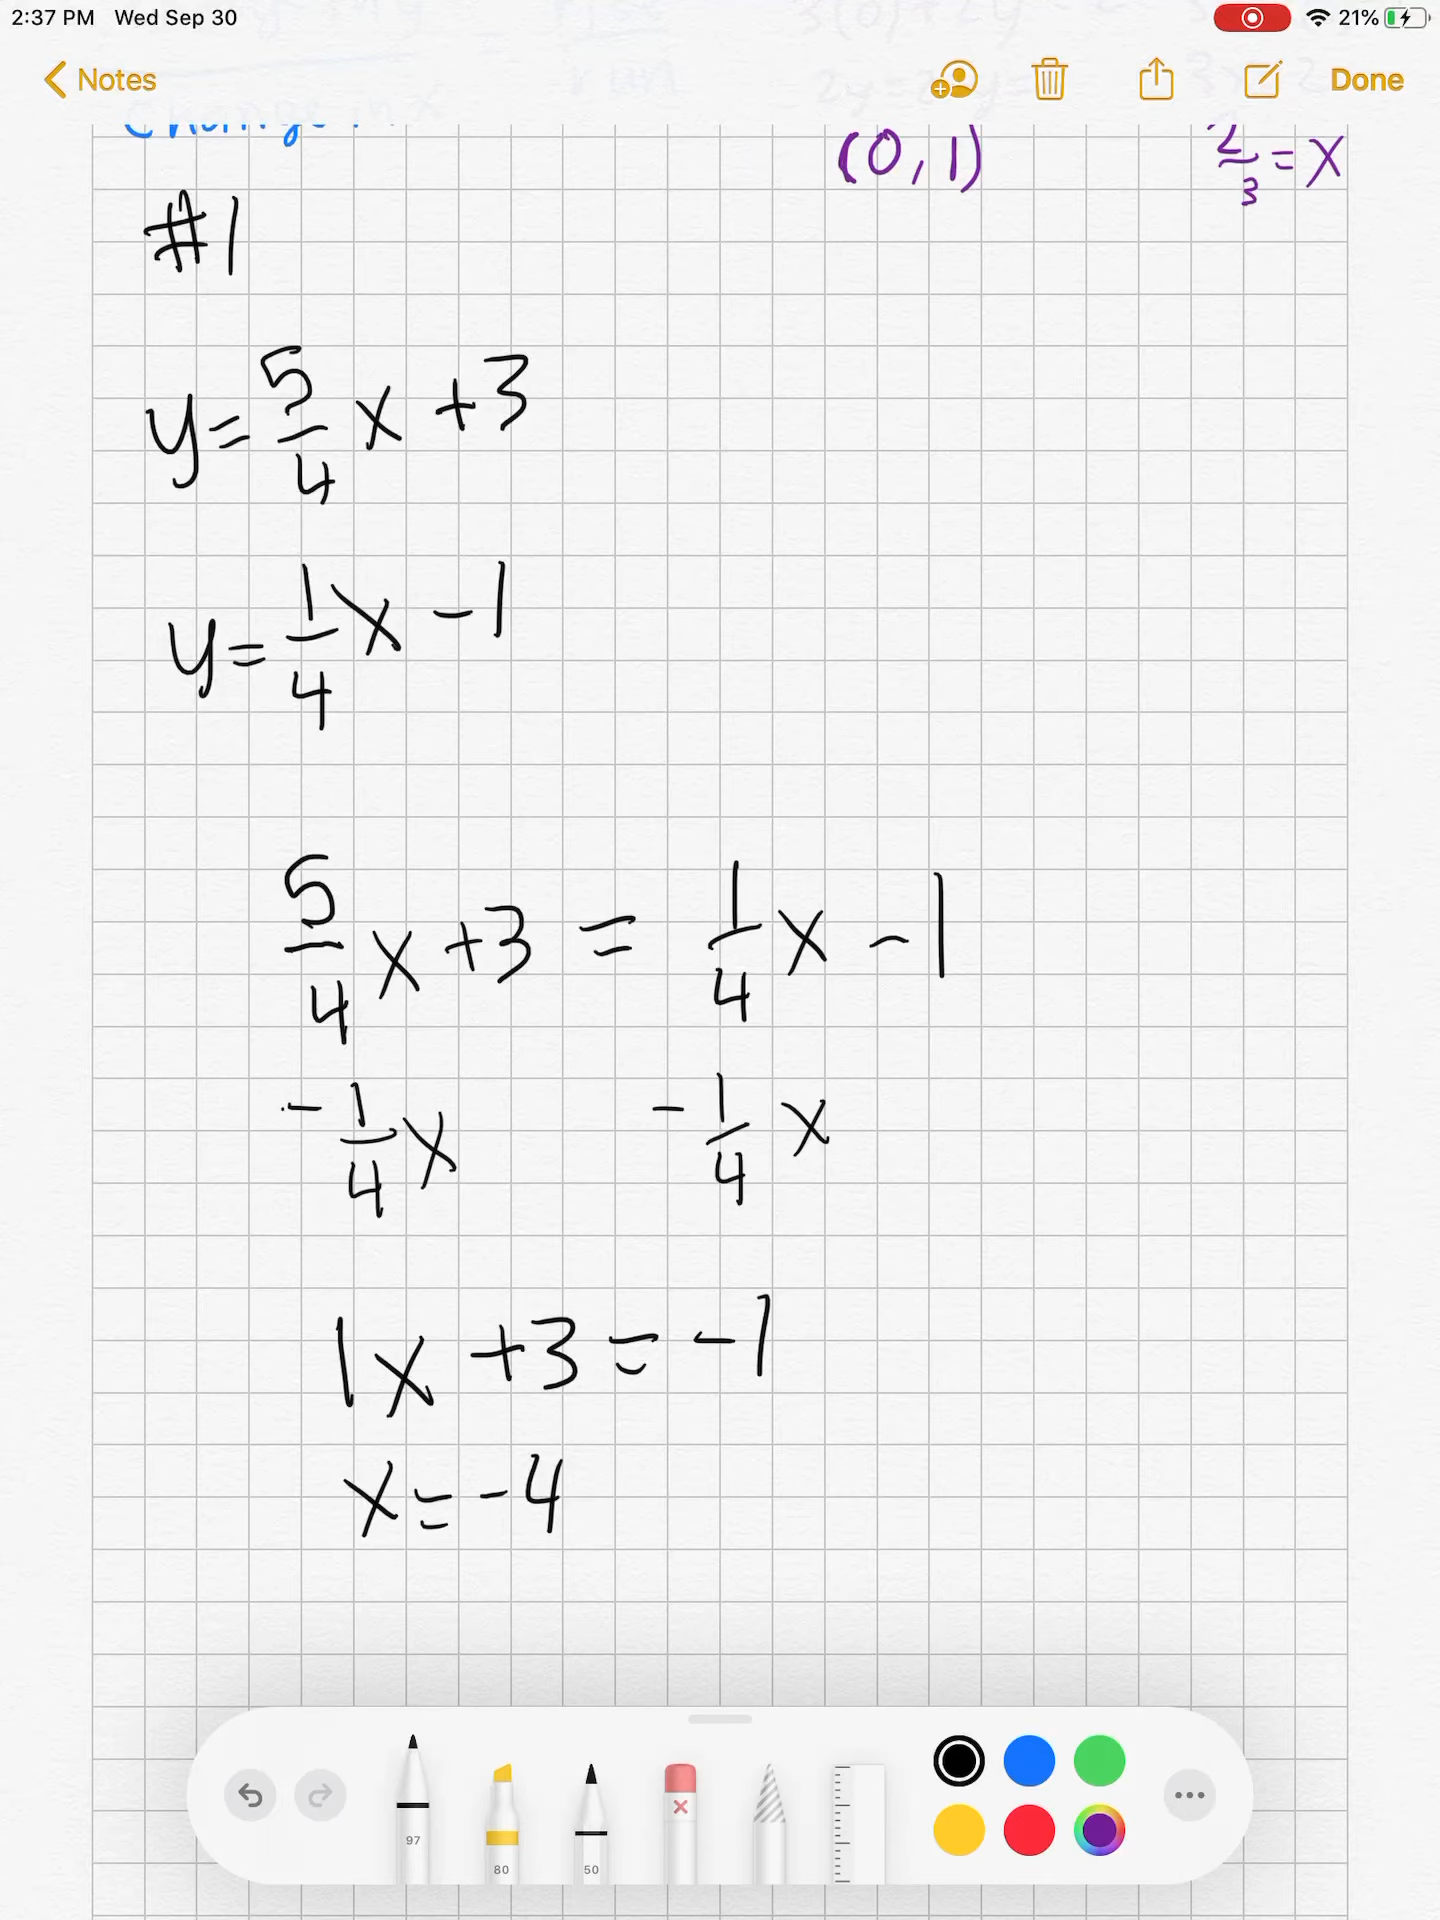 2:37 PM Wed Sep 30 21%
Notes Done
(0, 1) 2/3 = x
#1
y = 5/4 x + 3
y = 1/4 x - 1
5/4 x + 3 = 1/4 x - 1
- 1/4 x - 1/4 x
1x + 3 = -1
x = -4
97 80 50